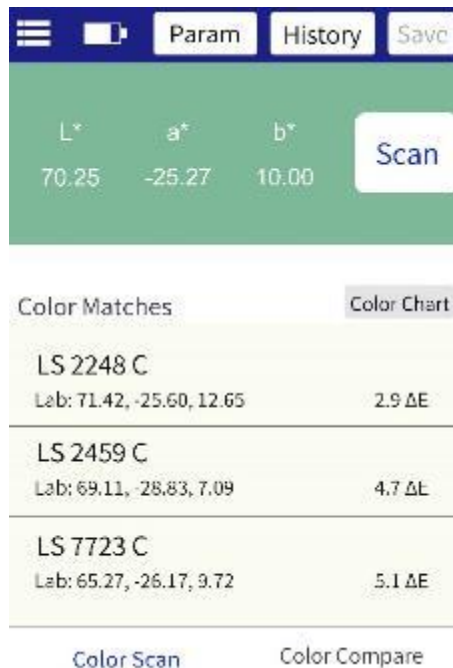 Param History Save
L* a* b*
70.25 -25.27 10.00
Scan
Color Matches Color Chart
LS 2248 C
Lab: 71.42, -25.60, 12.65 2.9 ΔE
LS 2459 C
Lab: 69.11, -28.83, 7.09 4.7 ΔE
LS 7723 C
Lab: 65.27, -26.17, 9.72 5.1 ΔE
Color Scan Color Compare